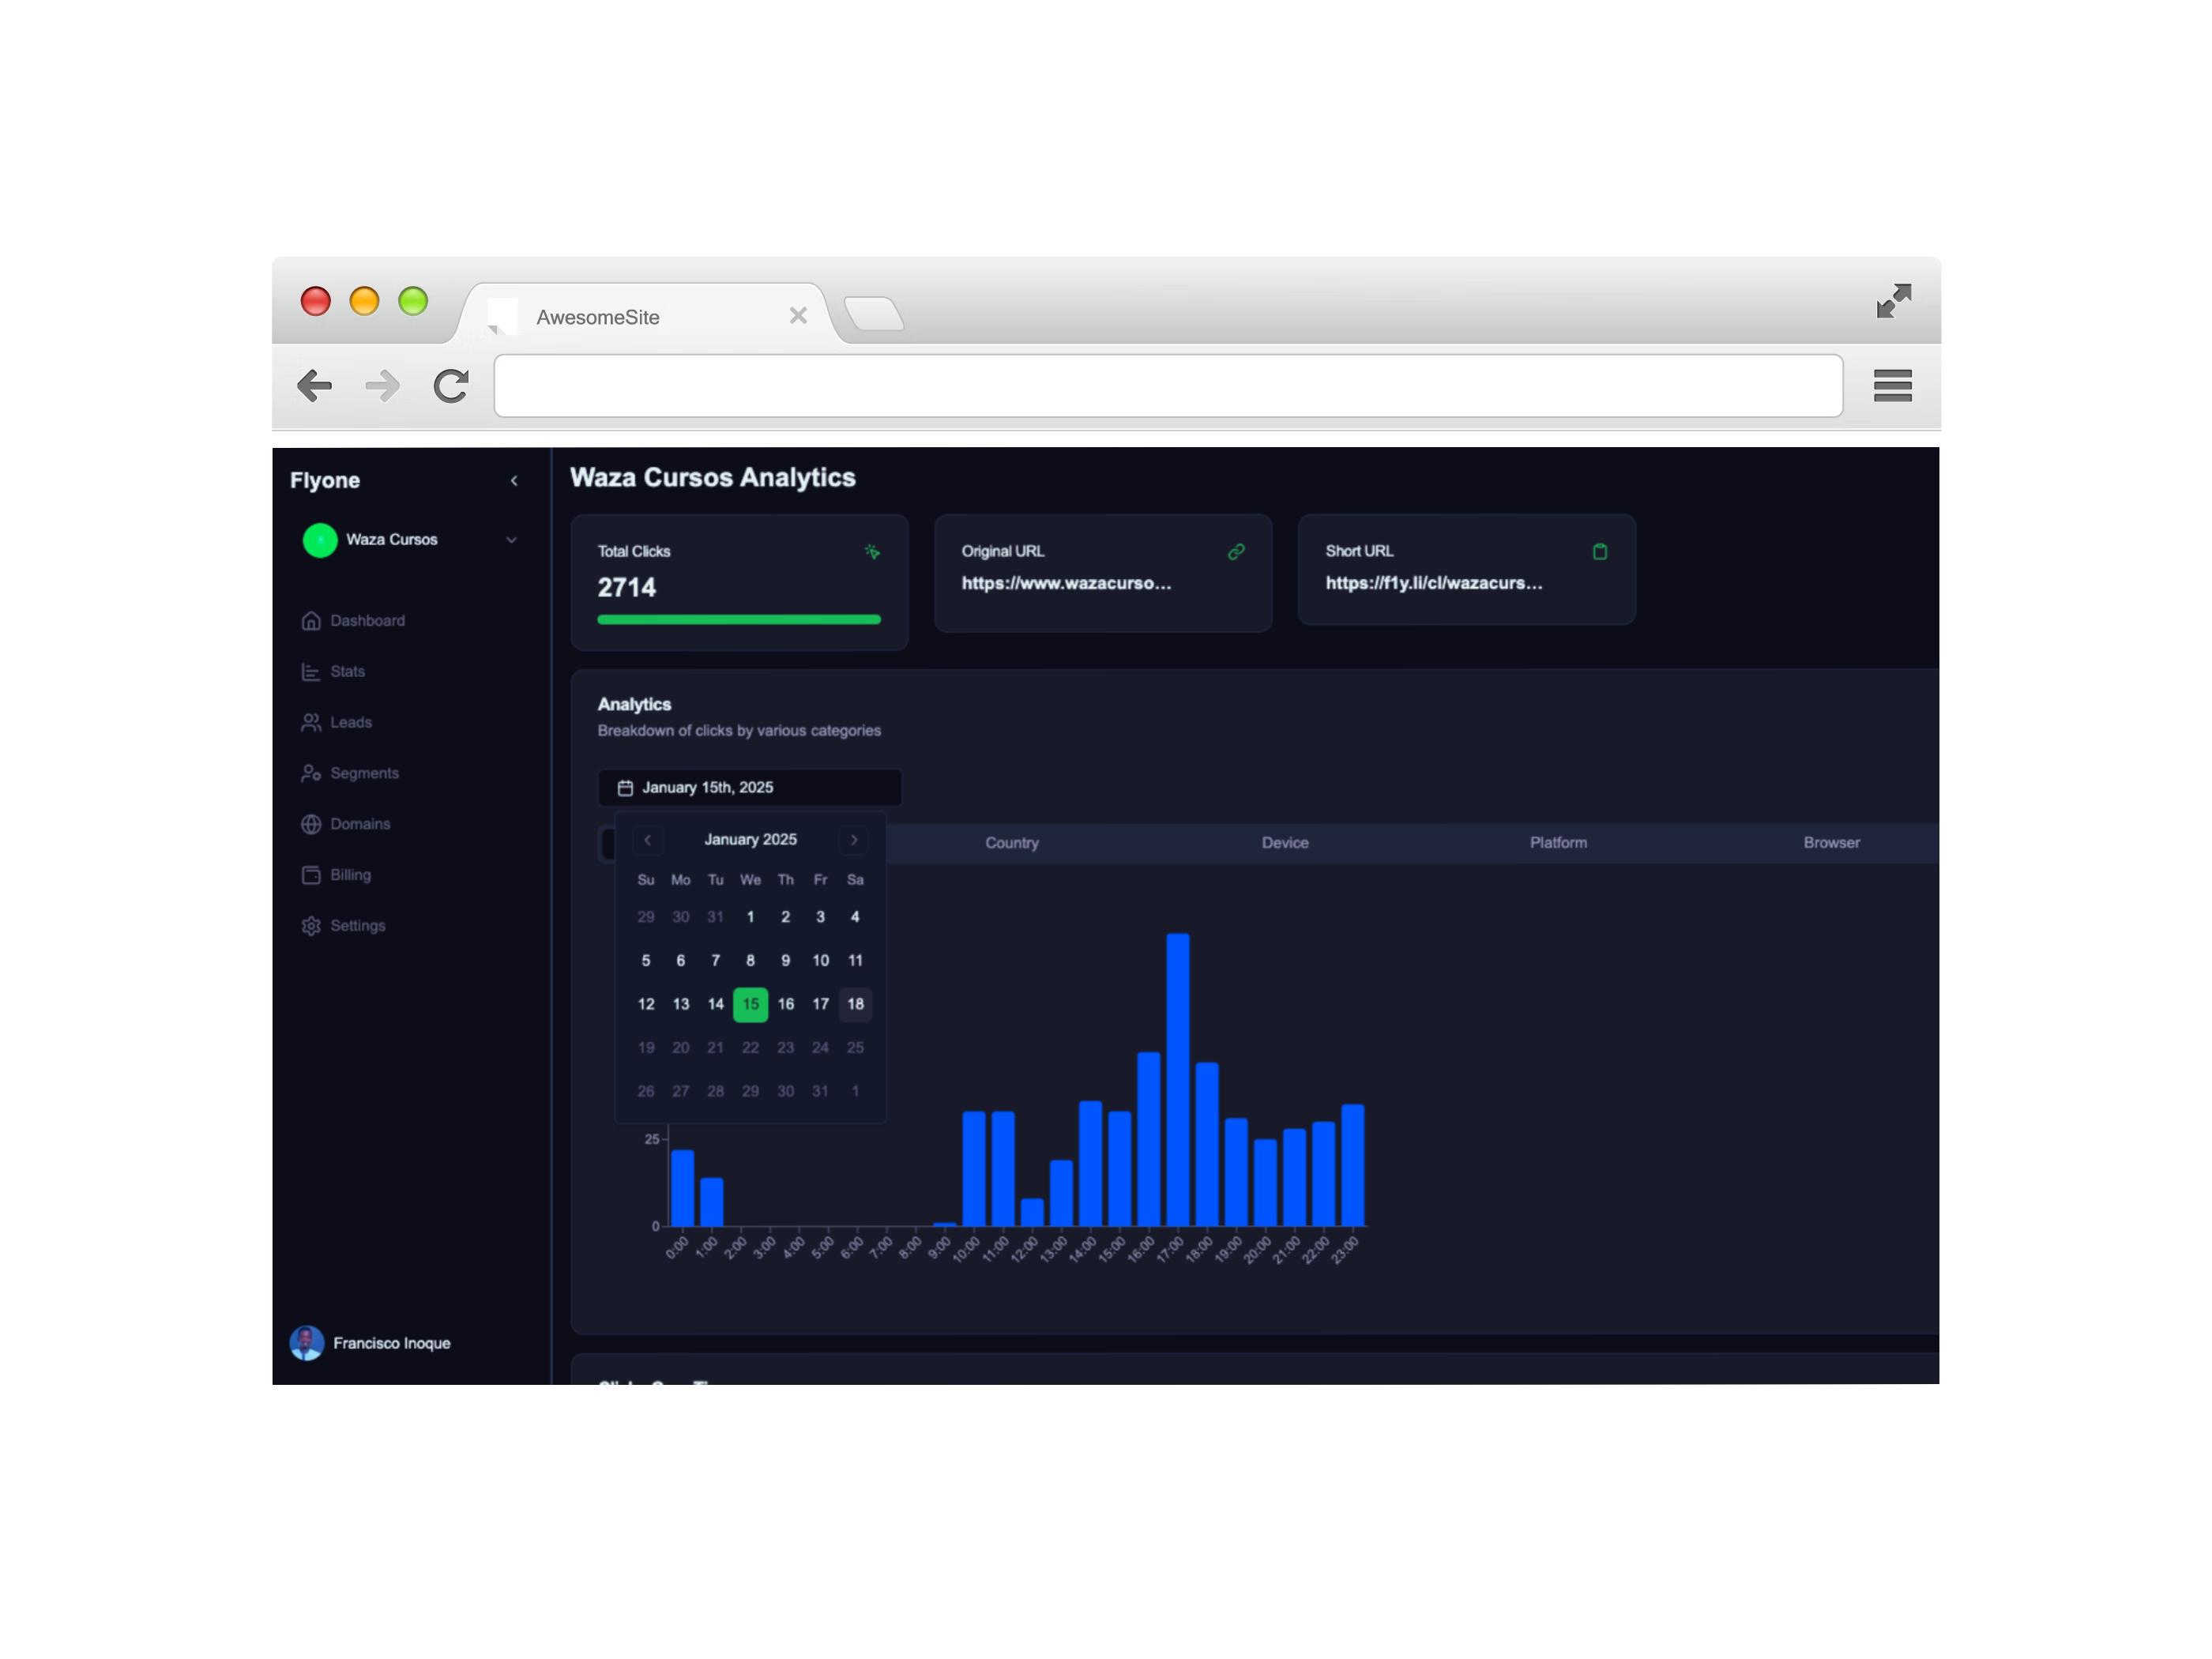 AwesomeSite
Flyone
Waza Cursos
Dashboard
Stats
Leads
Segments
Domains
Billing
Settings
Francisco Inoque
Waza Cursos Analytics
Total Clicks
2714
Original URL
https://www.wazacurso...
Short URL
https://f1y.li/cl/wazacurs...
Analytics
Breakdown of clicks by various categories
January 15th, 2025
Country Device Platform Browser
January 2025
Su Mo Tu We Th Fr Sa
29 30 31 1 2 3 4
5 6 7 8 9 10 11
12 13 14 15 16 17 18
19 20 21 22 23 24 25
26 27 28 29 30 31 1
25
0
0:00 1:00 2:00 3:00 4:00 5:00 6:00 7:00 8:00 9:00 10:00 11:00 12:00 13:00 14:00 15:00 16:00 17:00 18:00 19:00 20:00 21:00 22:00 23:00